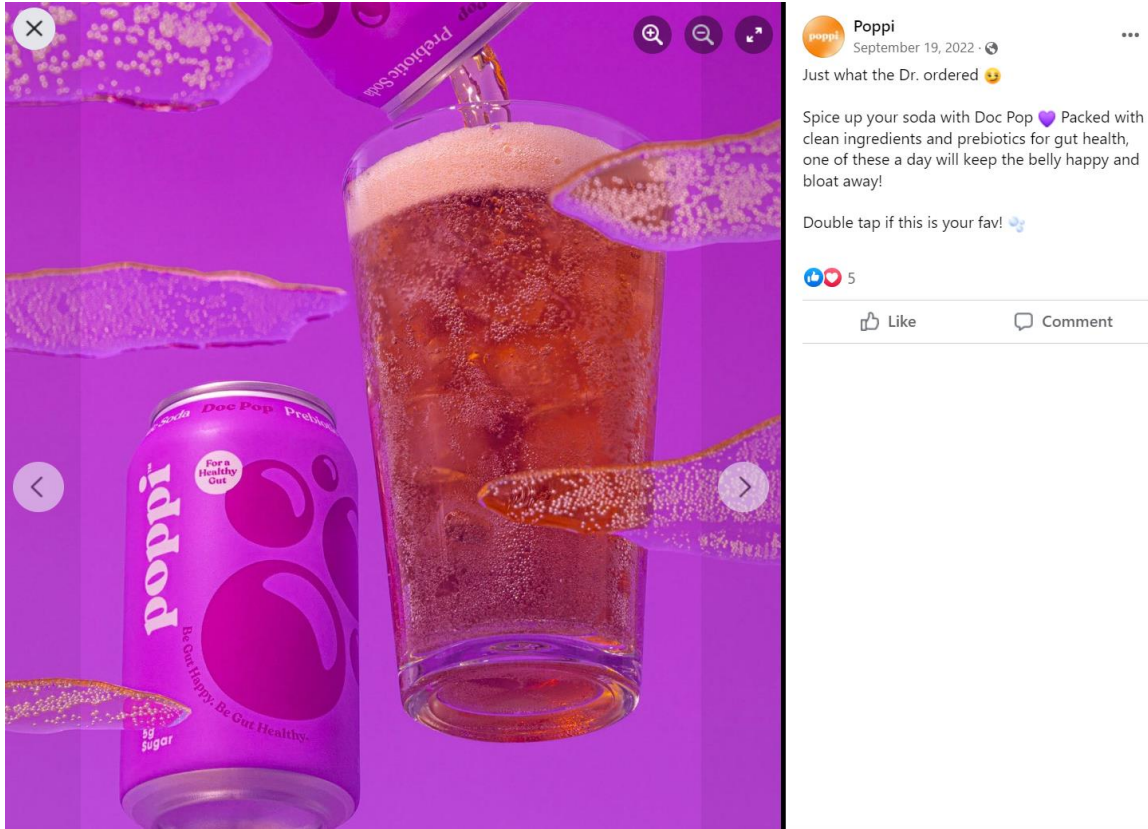 Pop
Prebiotic Soda
Soda Doc Pop
poppi™
For a
Healthy
Gut
Be Gut Happy. Be Gut Healthy.
5g
Sugar
poppi
Poppi
September 19, 2022 ·
Just what the Dr. ordered 😏
Spice up your soda with Doc Pop 💜 Packed with
clean ingredients and prebiotics for gut health,
one of these a day will keep the belly happy and
bloat away!
Double tap if this is your fav! 🫧
5
Like
Comment